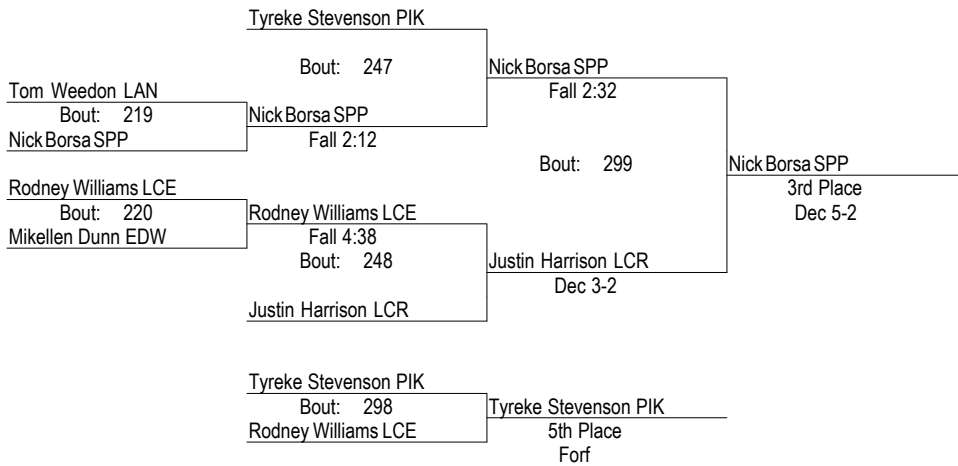 Tyreke Stevenson PIK
Bout: 247
Nick Borsa SPP
Fall 2:32
Tom Weedon LAN
Bout: 219
Nick Borsa SPP
Nick Borsa SPP
Fall 2:12
Bout: 299
Nick Borsa SPP
3rd Place
Dec 5-2
Rodney Williams LCE
Bout: 220
Mikellen Dunn EDW
Rodney Williams LCE
Fall 4:38
Bout: 248
Justin Harrison LCR
Dec 3-2
Justin Harrison LCR
Tyreke Stevenson PIK
Bout: 298
Rodney Williams LCE
Tyreke Stevenson PIK
5th Place
Forf